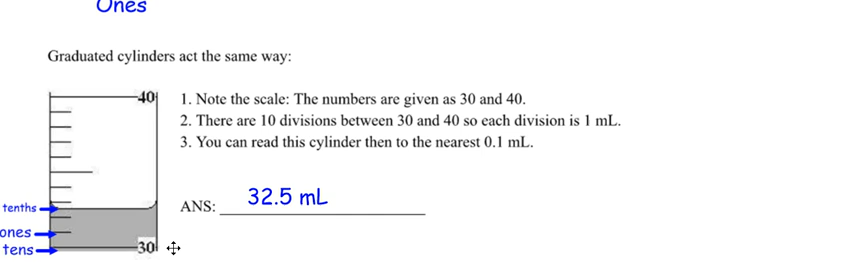 Ones
Graduated cylinders act the same way:
40
1. Note the scale: The numbers are given as 30 and 40.
2. There are 10 divisions between 30 and 40 so each division is 1 mL.
3. You can read this cylinder then to the nearest 0.1 mL.
tenths
ANS: 32.5 mL
ones
tens
30